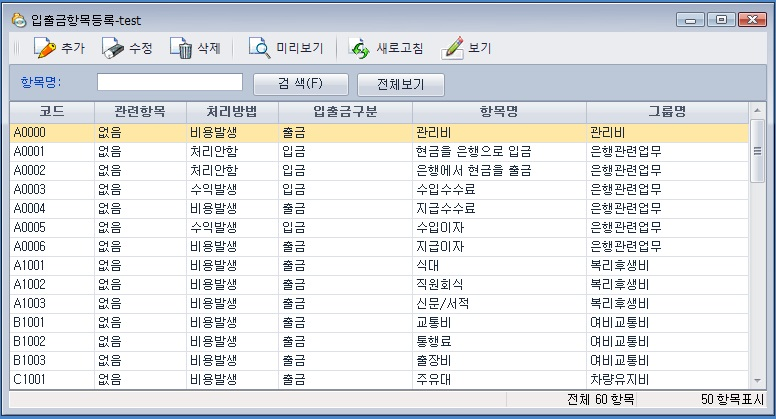 입출금항목등록-test
추가 수정 삭제 미리보기 새로고침 보기
항목명: 검 색(F) 전체보기
코드 관련항목 처리방법 입출금구분 항목명 그룹명
A0000 없음 비용발생 출금 관리비 관리비
A0001 없음 처리안함 입금 현금을 은행으로 입금 은행관련업무
A0002 없음 처리안함 입금 은행에서 현금을 출금 은행관련업무
A0003 없음 수익발생 입금 수입수수료 은행관련업무
A0004 없음 비용발생 출금 지급수수료 은행관련업무
A0005 없음 수익발생 입금 수입이자 은행관련업무
A0006 없음 비용발생 출금 지급이자 은행관련업무
A1001 없음 비용발생 출금 식대 복리후생비
A1002 없음 비용발생 출금 직원회식 복리후생비
A1003 없음 비용발생 출금 신문/서적 복리후생비
B1001 없음 비용발생 출금 교통비 여비교통비
B1002 없음 비용발생 출금 통행료 여비교통비
B1003 없음 비용발생 출금 출장비 여비교통비
C1001 없음 비용발생 출금 주유대 차량유지비
전체 60 항목 50 항목표시